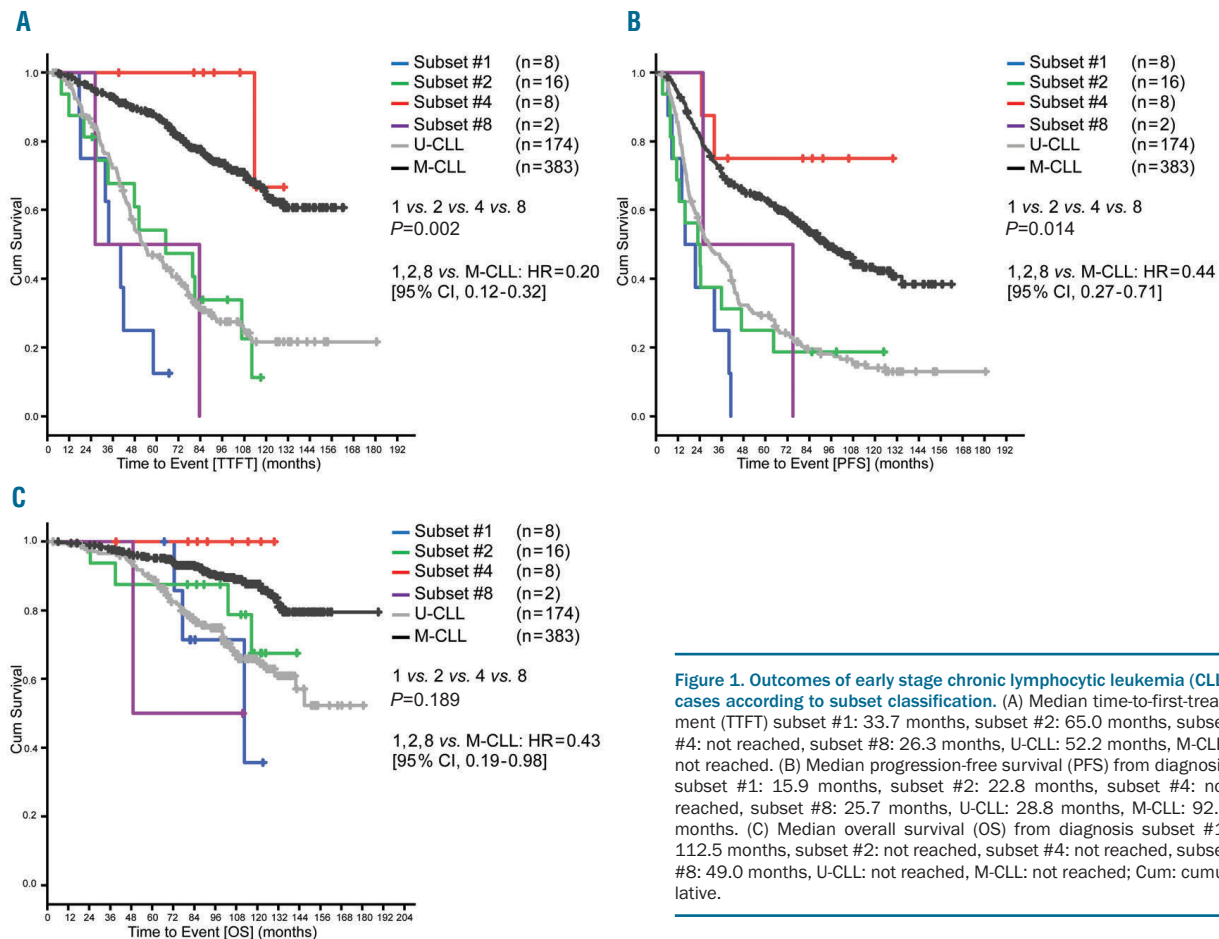 A
Cum Survival
1.0
0.8
0.6
0.4
0.2
0.0
0 12 24 36 48 60 72 84 96 108 120 132 144 156 168 180 192
Time to Event [TTFT] (months)
Subset #1 (n=8)
Subset #2 (n=16)
Subset #4 (n=8)
Subset #8 (n=2)
U-CLL (n=174)
M-CLL (n=383)
1 vs. 2 vs. 4 vs. 8
P=0.002
1,2,8 vs. M-CLL: HR=0.20
[95% CI, 0.12-0.32]
B
Cum Survival
1.0
0.8
0.6
0.4
0.2
0.0
0 12 24 36 48 60 72 84 96 108 120 132 144 156 168 180 192
Time to Event [PFS] (months)
Subset #1 (n=8)
Subset #2 (n=16)
Subset #4 (n=8)
Subset #8 (n=2)
U-CLL (n=174)
M-CLL (n=383)
1 vs. 2 vs. 4 vs. 8
P=0.014
1,2,8 vs. M-CLL: HR=0.44
[95% CI, 0.27-0.71]
C
Cum Survival
1.0
0.8
0.6
0.4
0.2
0.0
0 12 24 36 48 60 72 84 96 108 120 132 144 156 168 180 192 204
Time to Event [OS] (months)
Subset #1 (n=8)
Subset #2 (n=16)
Subset #4 (n=8)
Subset #8 (n=2)
U-CLL (n=174)
M-CLL (n=383)
1 vs. 2 vs. 4 vs. 8
P=0.189
1,2,8 vs. M-CLL: HR=0.43
[95% CI, 0.19-0.98]
Figure 1. Outcomes of early stage chronic lymphocytic leukemia (CLL
cases according to subset classification. (A) Median time-to-first-trea
ment (TTFT) subset #1: 33.7 months, subset #2: 65.0 months, subse
#4: not reached, subset #8: 26.3 months, U-CLL: 52.2 months, M-CLL
not reached. (B) Median progression-free survival (PFS) from diagnosi
subset #1: 15.9 months, subset #2: 22.8 months, subset #4: no
reached, subset #8: 25.7 months, U-CLL: 28.8 months, M-CLL: 92.
months. (C) Median overall survival (OS) from diagnosis subset #1
112.5 months, subset #2: not reached, subset #4: not reached, subse
#8: 49.0 months, U-CLL: not reached, M-CLL: not reached; Cum: cumu
lative.